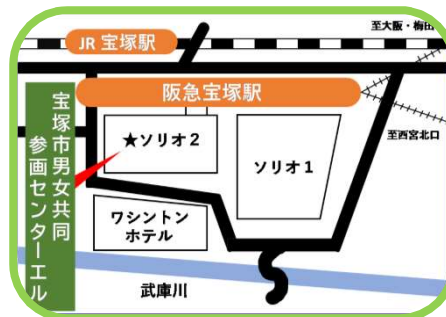 JR 宝塚駅
至大阪・梅田
阪急宝塚駅
宝塚市男女共同
参画センターエル
★ソリオ2
ソリオ1
至西宮北口
ワシントン
ホテル
武庫川